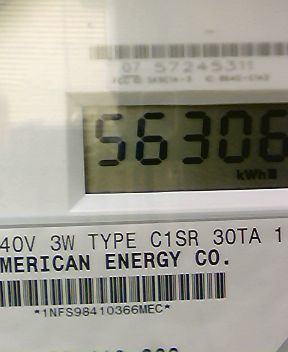 07 57245311
56306
kWh
40V 3W TYPE C1SR 30TA 1
MERICAN ENERGY CO.
*1NFS98410366MEC*